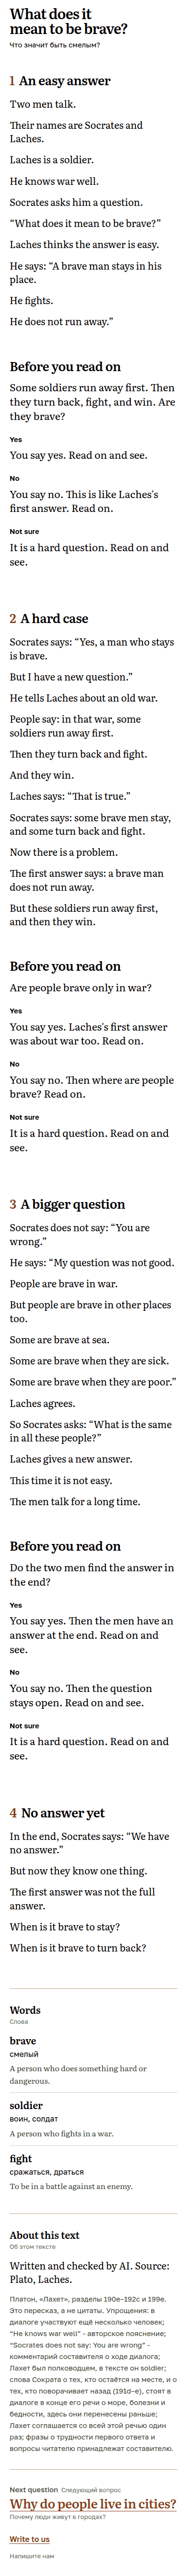 What does it
mean to be brave?
Что значит быть смелым?
1 An easy answer
Two men talk.
Their names are Socrates and
Laches.
Laches is a soldier.
He knows war well.
Socrates asks him a question.
“What does it mean to be brave?”
Laches thinks the answer is easy.
He says: “A brave man stays in his
place.
He fights.
He does not run away.”
Before you read on
Some soldiers run away first. Then
they turn back, fight, and win. Are
they brave?
Yes
You say yes. Read on and see.
No
You say no. This is like Laches's
first answer. Read on.
Not sure
It is a hard question. Read on and
see.
2 A hard case
Socrates says: “Yes, a man who stays
is brave.
But I have a new question.”
He tells Laches about an old war.
People say: in that war, some
soldiers run away first.
Then they turn back and fight.
And they win.
Laches says: “That is true.”
Socrates says: some brave men stay,
and some turn back and fight.
Now there is a problem.
The first answer says: a brave man
does not run away.
But these soldiers run away first,
and then they win.
Before you read on
Are people brave only in war?
Yes
You say yes. Laches's first answer
was about war too. Read on.
No
You say no. Then where are people
brave? Read on.
Not sure
It is a hard question. Read on and
see.
3 A bigger question
Socrates does not say: “You are
wrong.”
He says: “My question was not good.
People are brave in war.
But people are brave in other places
too.
Some are brave at sea.
Some are brave when they are sick.
Some are brave when they are poor.”
Laches agrees.
So Socrates asks: “What is the same
in all these people?”
Laches gives a new answer.
This time it is not easy.
The men talk for a long time.
Before you read on
Do the two men find the answer in
the end?
Yes
You say yes. Then the men have an
answer at the end. Read on and
see.
No
You say no. Then the question
stays open. Read on and see.
Not sure
It is a hard question. Read on and
see.
4 No answer yet
In the end, Socrates says: “We have
no answer.”
But now they know one thing.
The first answer was not the full
answer.
When is it brave to stay?
When is it brave to turn back?
Words
Слова
brave
смелый
A person who does something hard or
dangerous.
soldier
воин, солдат
A person who fights in a war.
fight
сражаться, драться
To be in a battle against an enemy.
About this text
Об этом тексте
Written and checked by AI. Source:
Plato, Laches.
Платон, «Лахет», разделы 190e–192c и 199e.
Это пересказ, а не цитаты. Упрощения: в
диалоге участвуют ещё несколько человек;
“He knows war well” - авторское пояснение;
“Socrates does not say: You are wrong” -
комментарий составителя о ходе диалога;
Лахет был полководцем, в тексте он soldier;
слова Сократа о тех, кто остаётся на месте, и о
тех, кто поворачивает назад (191d–e), стоят в
диалоге в конце его речи о море, болезни и
бедности, здесь они перенесены раньше;
Лахет соглашается со всей этой речью один
раз; фразы о трудности первого ответа и
вопросы читателю принадлежат составителю.
Next question Следующий вопрос
Why do people live in cities?
Почему люди живут в городах?
Write to us
Напишите нам